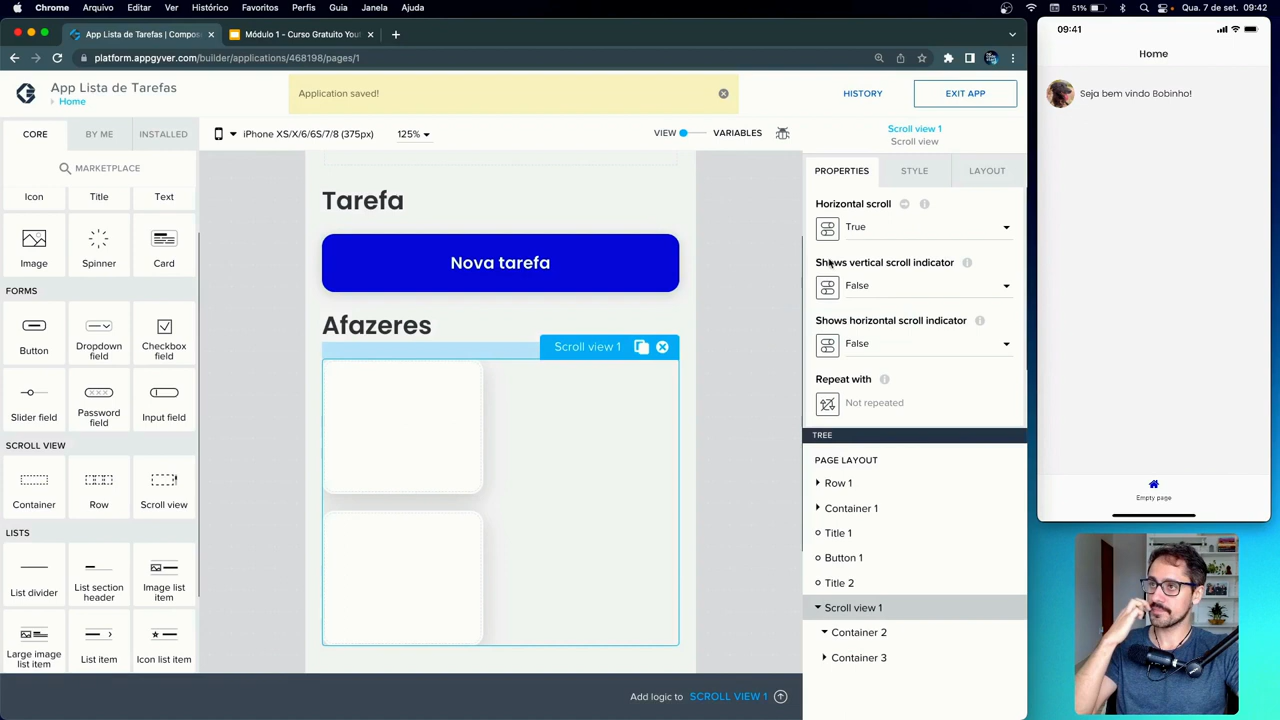 Chrome Arquivo Editar Ver Histórico Favoritos Perfis Guia Janela Ajuda
51% Qua. 7 de set. 09:42
App Lista de Tarefas | Compos
Módulo 1 - Curso Gratuito You
platform.appgyver.com/builder/applications/468198/pages/1
App Lista de Tarefas
Home
Application saved!
HISTORY
EXIT APP
CORE
BY ME
INSTALLED
iPhone XS/X/6/6S/7/8 (375px)
125%
VIEW
VARIABLES
Scroll view 1
Scroll view
MARKETPLACE
PROPERTIES
STYLE
LAYOUT
Icon
Title
Text
Image
Spinner
Card
FORMS
Button
Dropdown field
Checkbox field
Slider field
Password field
Input field
SCROLL VIEW
Container
Row
Scroll view
LISTS
List divider
List section header
Image list item
Large image list item
List item
Icon list item
Tarefa
Nova tarefa
Afazeres
Scroll view 1
Horizontal scroll
True
Shows vertical scroll indicator
False
Shows horizontal scroll indicator
False
Repeat with
Not repeated
TREE
PAGE LAYOUT
Row 1
Container 1
Title 1
Button 1
Title 2
Scroll view 1
Container 2
Container 3
Add logic to SCROLL VIEW 1
09:41
Home
Seja bem vindo Bobinho!
Empty page